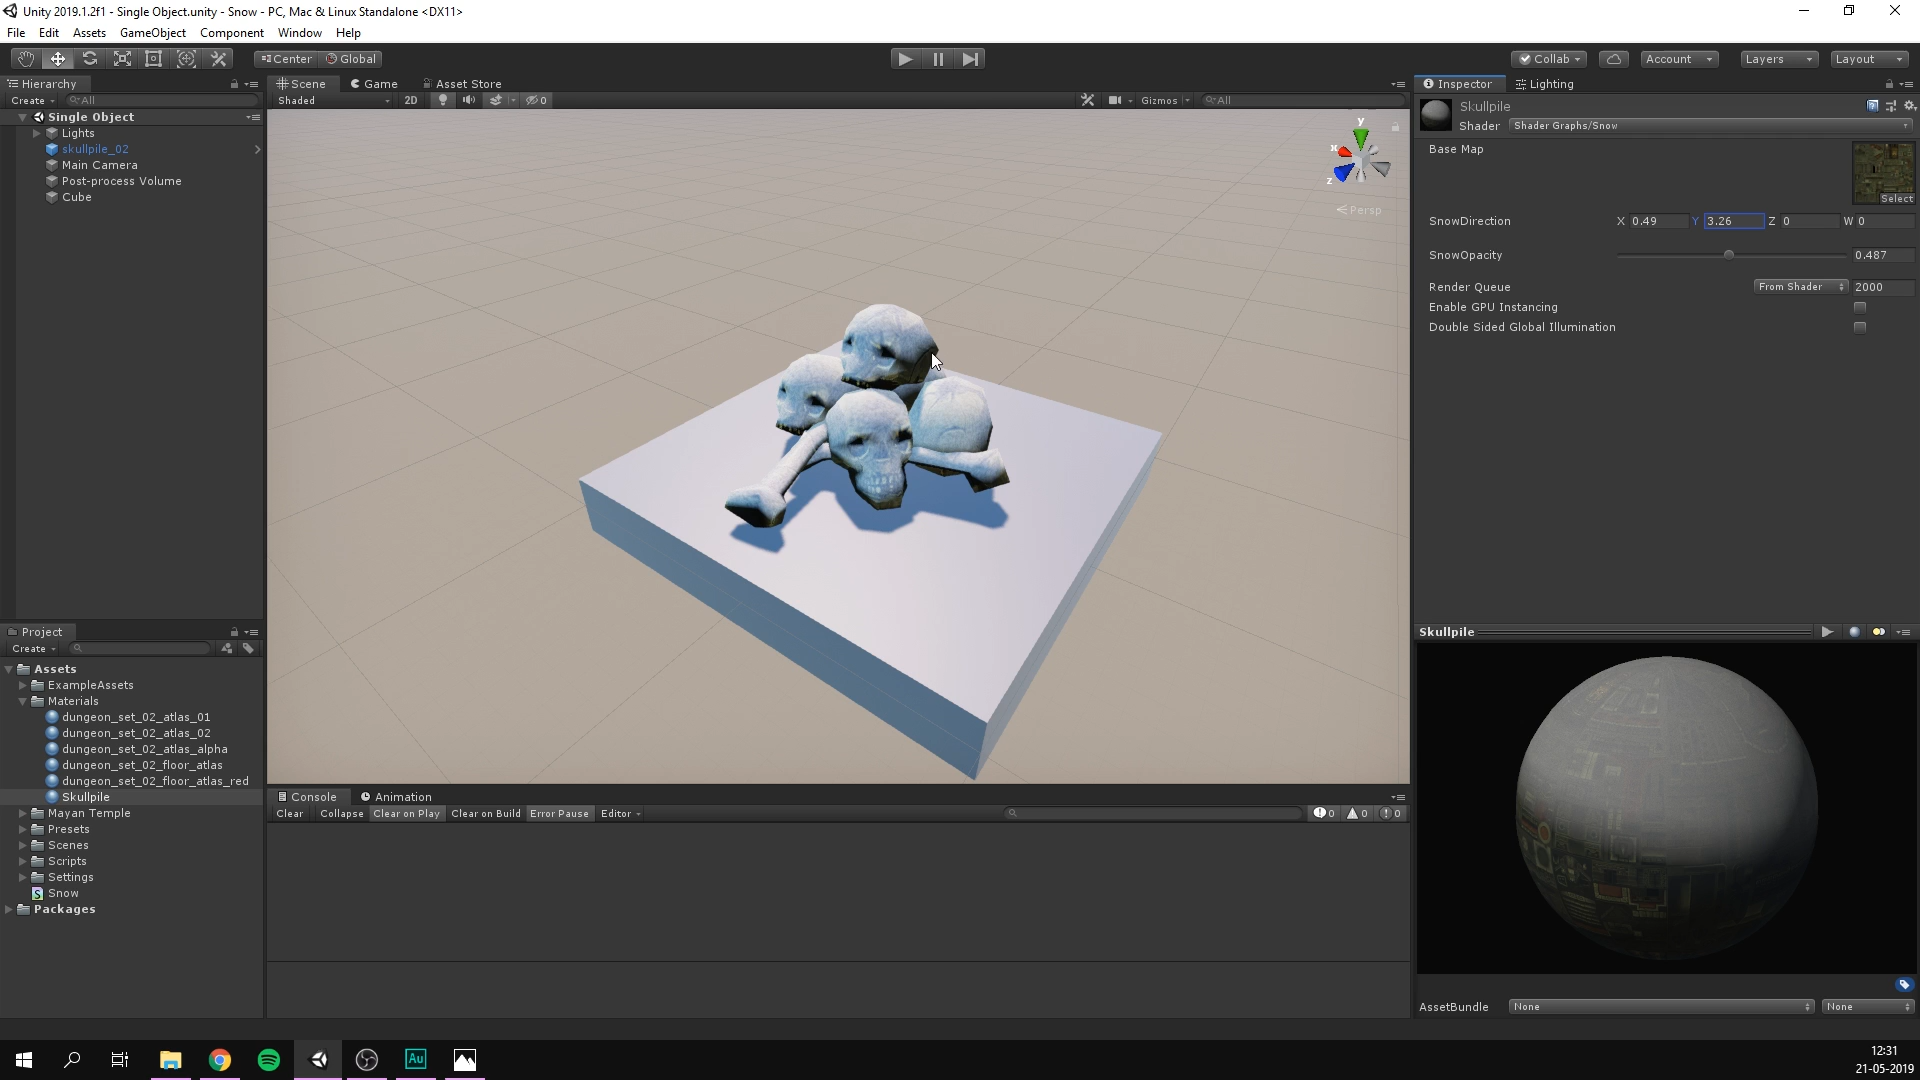 Unity 2019.1.2f1 - Single Object.unity - Snow - PC, Mac & Linux Standalone <DX11>
File Edit Assets GameObject Component Window Help
Center Global Collab Account Layers Layout
Hierarchy
Create All
Single Object
Lights
skullpile_02
Main Camera
Post-process Volume
Cube
Scene Game Asset Store
Shaded 2D 0 Gizmos All
y
x
z
Persp
Inspector Lighting
Skullpile
Shader Shader Graphs/Snow
Base Map
Select
SnowDirection X 0.49 Y 3.26 Z 0 W 0
SnowOpacity 0.487
Render Queue From Shader 2000
Enable GPU Instancing
Double Sided Global Illumination
Project
Create
Assets
ExampleAssets
Materials
dungeon_set_02_atlas_01
dungeon_set_02_atlas_02
dungeon_set_02_atlas_alpha
dungeon_set_02_floor_atlas
dungeon_set_02_floor_atlas_red
Skullpile
Mayan Temple
Presets
Scenes
Scripts
Settings
Snow
Packages
Console Animation
Clear Collapse Clear on Play Clear on Build Error Pause Editor 0 0 0
Skullpile
AssetBundle None None
Au
12:31
21-05-2019